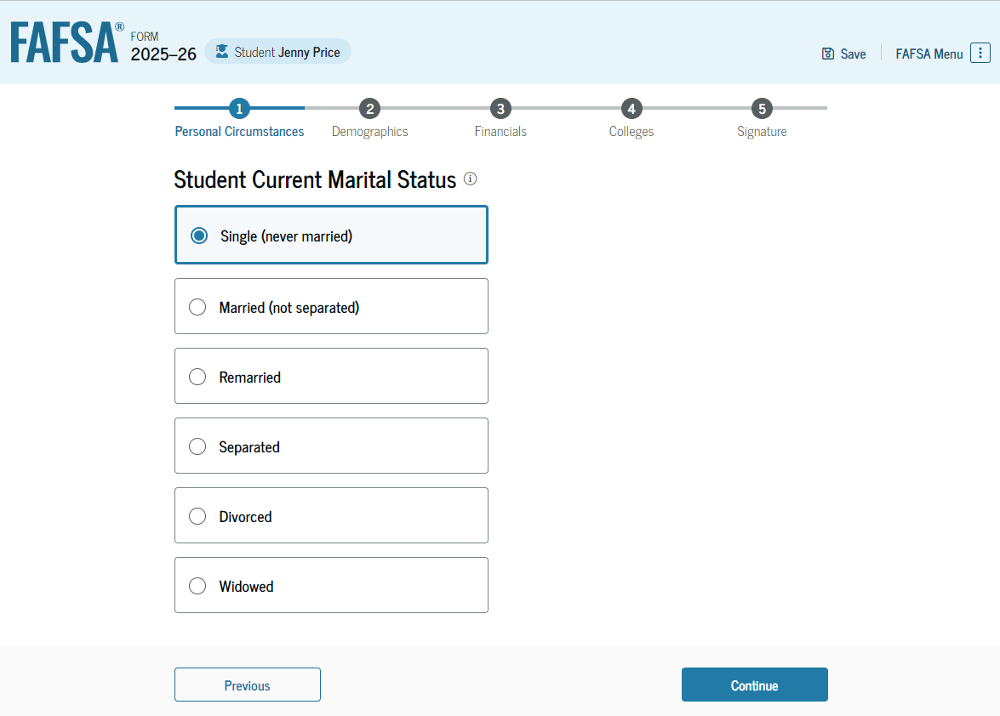 FAFSA®
FORM
2025–26
Student Jenny Price
Save
FAFSA Menu
1 2 3 4 5
Personal Circumstances Demographics Financials Colleges Signature
Student Current Marital Status
Single (never married)
Married (not separated)
Remarried
Separated
Divorced
Widowed
Previous Continue